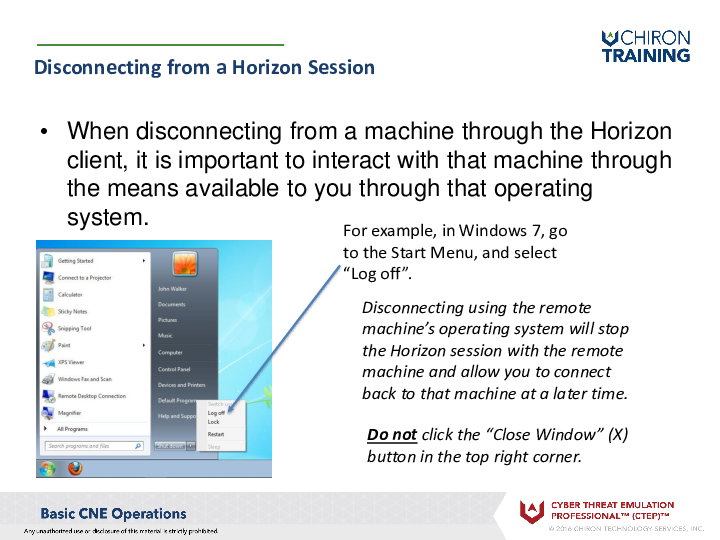 CHIRON
TRAINING
Disconnecting from a Horizon Session
• When disconnecting from a machine through the Horizon
client, it is important to interact with that machine through
the means available to you through that operating
system.
For example, in Windows 7, go
to the Start Menu, and select
“Log off”.
Getting Started
Connect to a Projector
Calculator
Sticky Notes
Snipping Tool
Paint
XPS Viewer
Windows Fax and Scan
Remote Desktop Connection
Magnifier
All Programs
Search programs and files
John Walker
Documents
Pictures
Music
Computer
Control Panel
Devices and Printers
Default Program
Help and Suppo
Shut down
Log off
Lock
Restart
Sleep
Disconnecting using the remote
machine’s operating system will stop
the Horizon session with the remote
machine and allow you to connect
back to that machine at a later time.
Do not click the “Close Window” (X)
button in the top right corner.
Basic CNE Operations
Any unauthorized use or disclosure of this material is strictly prohibited.
CYBER THREAT EMULATION
PROFESSIONAL™ (CTEP)™
© 2016 CHIRON TECHNOLOGY SERVICES, INC.